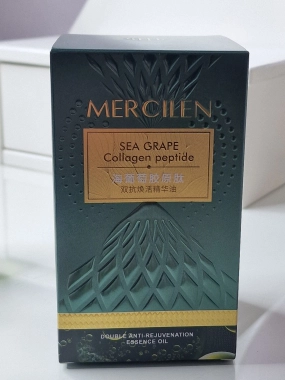 MERCILEN
SEA GRAPE
Collagen peptide
海葡萄胶原肽
双抗焕活精华油
DOUBLE ANTI-REJUVENATION
ESSENCE OIL